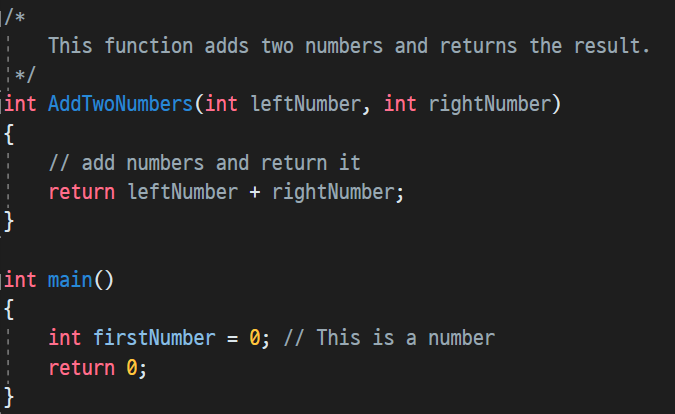 /*
    This function adds two numbers and returns the result.
*/
int AddTwoNumbers(int leftNumber, int rightNumber)
{
    // add numbers and return it
    return leftNumber + rightNumber;
}

int main()
{
    int firstNumber = 0; // This is a number
    return 0;
}